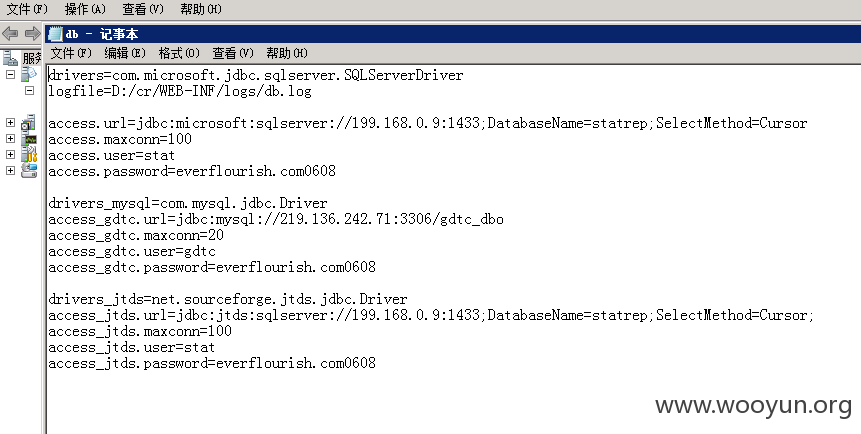 文件(F) 操作(A) 查看(V) 帮助(H)
db - 记事本
文件(F) 编辑(E) 格式(O) 查看(V) 帮助(H)
服务
drivers=com.microsoft.jdbc.sqlserver.SQLServerDriver
logfile=D:/cr/WEB-INF/logs/db.log
access.url=jdbc:microsoft:sqlserver://199.168.0.9:1433;DatabaseName=statrep;SelectMethod=Cursor
access.maxconn=100
access.user=stat
access.password=everflourish.com0608
drivers_mysql=com.mysql.jdbc.Driver
access_gdtc.url=jdbc:mysql://219.136.242.71:3306/gdtc_dbo
access_gdtc.maxconn=20
access_gdtc.user=gdtc
access_gdtc.password=everflourish.com0608
drivers_jtds=net.sourceforge.jtds.jdbc.Driver
access_jtds.url=jdbc:jtds:sqlserver://199.168.0.9:1433;DatabaseName=statrep;SelectMethod=Cursor;
access_jtds.maxconn=100
access_jtds.user=stat
access_jtds.password=everflourish.com0608
www.wooyun.org